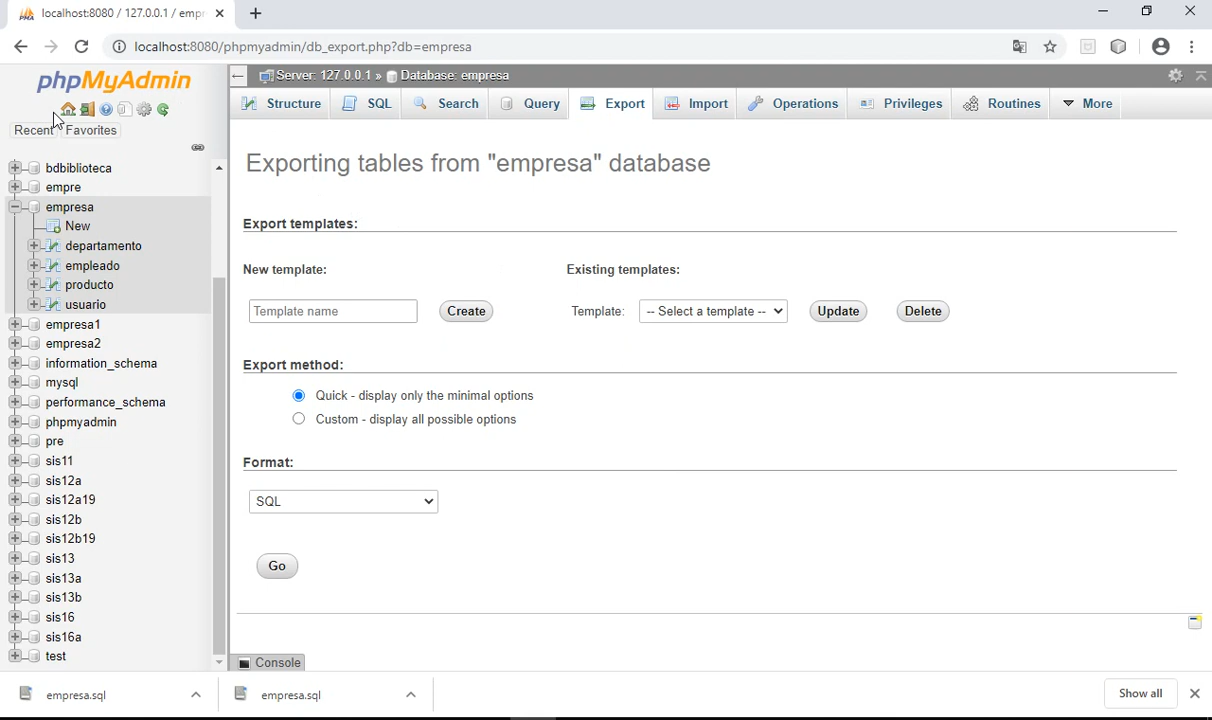 localhost:8080 / 127.0.0.1 / empr
localhost:8080/phpmyadmin/db_export.php?db=empresa
phpMyAdmin
Server: 127.0.0.1 » Database: empresa
Structure SQL Search Query Export Import Operations Privileges Routines More
Recent Favorites
bdbiblioteca
empre
empresa
New
departamento
empleado
producto
usuario
empresa1
empresa2
information_schema
mysql
performance_schema
phpmyadmin
pre
sis11
sis12a
sis12a19
sis12b
sis12b19
sis13
sis13a
sis13b
sis16
sis16a
test
Exporting tables from "empresa" database
Export templates:
New template: Existing templates:
Template name Create Template: -- Select a template -- Update Delete
Export method:
Quick - display only the minimal options
Custom - display all possible options
Format:
SQL
Go
Console
empresa.sql empresa.sql Show all